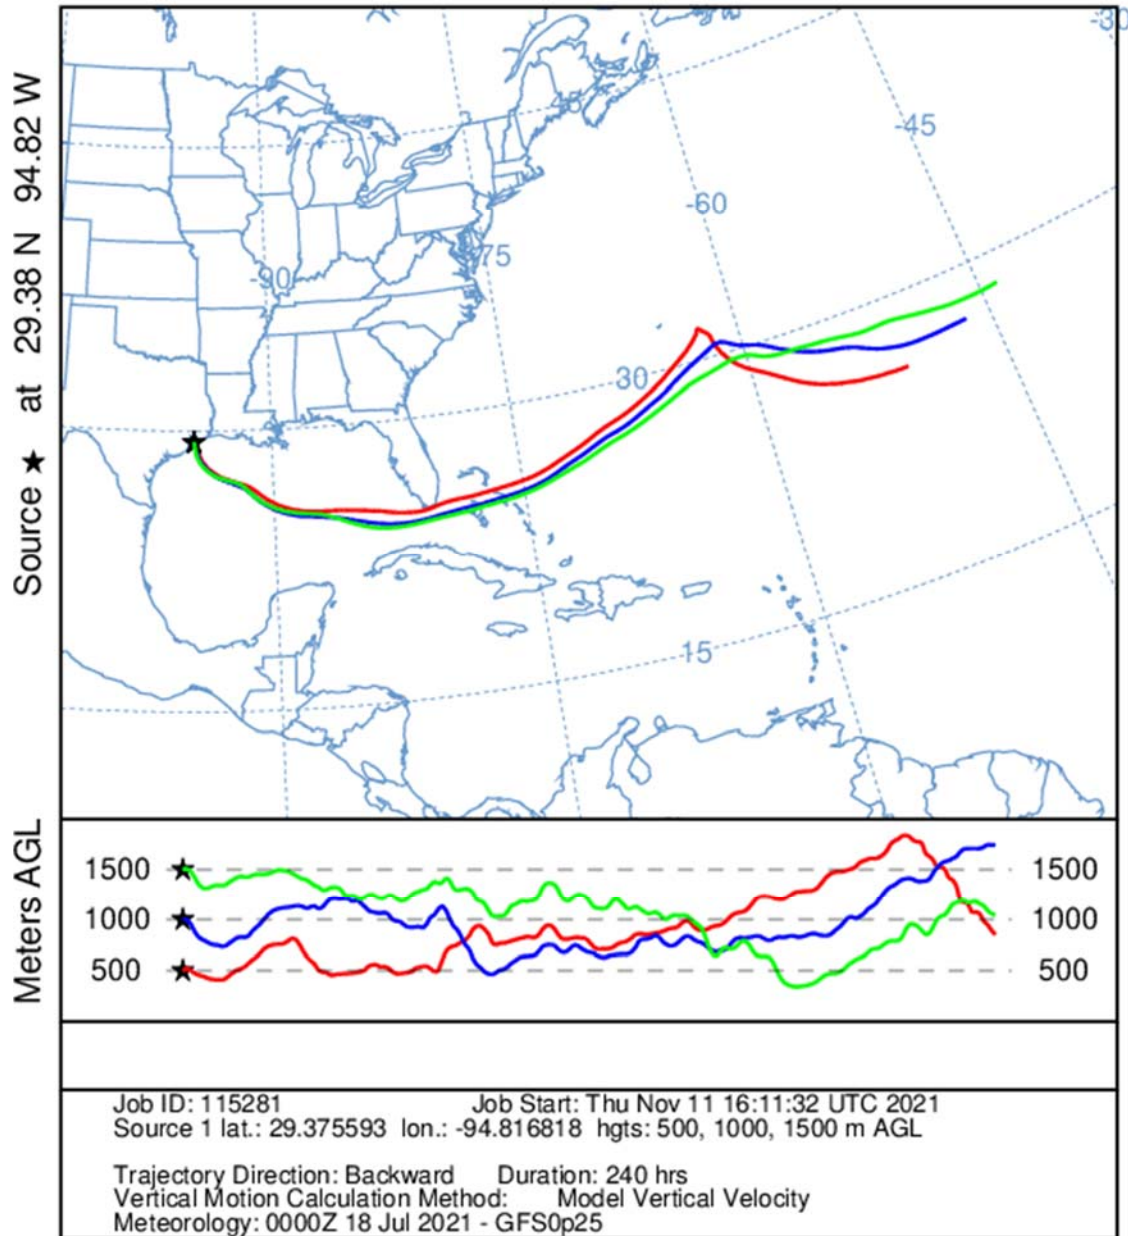 Source ★ at 29.38 N 94.82 W
-30
-45
45
-60
-75
-90
30
15
Meters AGL
1500
1500
1000
1000
500
500
Job ID: 115281 Job Start: Thu Nov 11 16:11:32 UTC 2021
Source 1 lat.: 29.375593 lon.: -94.816818 hgts: 500, 1000, 1500 m AGL
Trajectory Direction: Backward Duration: 240 hrs
Vertical Motion Calculation Method: Model Vertical Velocity
Meteorology: 0000Z 18 Jul 2021 - GFS0p25